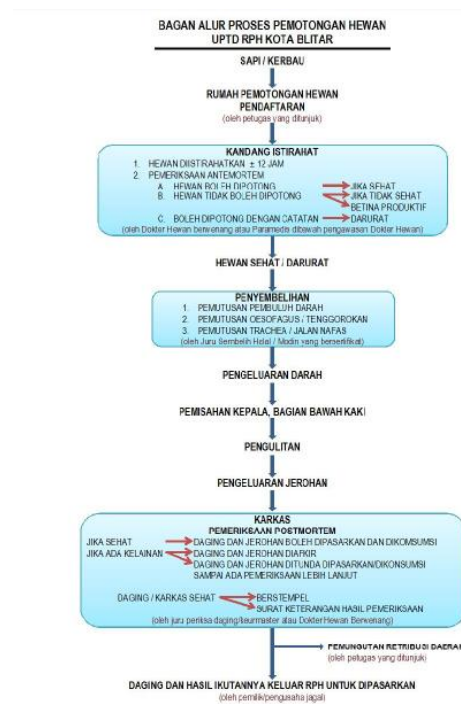 BAGAN ALUR PROSES PEMOTONGAN HEWAN
UPTD RPH KOTA BLITAR
SAPI / KERBAU
RUMAH PEMOTONGAN HEWAN
PENDAFTARAN
(oleh petugas yang ditunjuk)
KANDANG ISTIRAHAT
1. HEWAN DIISTIRAHATKAN ± 12 JAM
2. PEMERIKSAAN ANTEMORTEM
A. HEWAN BOLEH DIPOTONG JIKA SEHAT
B. HEWAN TIDAK BOLEH DIPOTONG JIKA TIDAK SEHAT
BETINA PRODUKTIF
C. BOLEH DIPOTONG DENGAN CATATAN DARURAT
(oleh Dokter Hewan berwenang atau Paramedis dibawah pengawasan Dokter Hewan)
HEWAN SEHAT / DARURAT
PENYEMBELIHAN
1. PEMUTUSAN PEMBULUH DARAH
2. PEMUTUSAN OESOFAGUS / TENGGOROKAN
3. PEMUTUSAN TRACHEA / JALAN NAFAS
(oleh Juru Sembelih Halal / Modin yang bersertifikat)
PENGELUARAN DARAH
PEMISAHAN KEPALA, BAGIAN BAWAH KAKI
PENGULITAN
PENGELUARAN JEROHAN
KARKAS
PEMERIKSAAN POSTMORTEM
JIKA SEHAT DAGING DAN JEROHAN BOLEH DIPASARKAN DAN DIKOMSUMSI
JIKA ADA KELAINAN DAGING DAN JEROHAN DIAFKIR
DAGING DAN JEROHAN DITUNDA DIPASARKAN/DIKONSUMSI
SAMPAI ADA PEMERIKSAAN LEBIH LANJUT
DAGING / KARKAS SEHAT BERSTEMPEL
SURAT KETERANGAN HASIL PEMERIKSAAN
(oleh juru periksa daging/keurmaster atau Dokter Hewan Berwenang)
PEMUNGUTAN RETRIBUSI DAERAH
(oleh petugas yang ditunjuk)
DAGING DAN HASIL IKUTANNYA KELUAR RPH UNTUK DIPASARKAN
(oleh pemilik/pengusaha jagal)